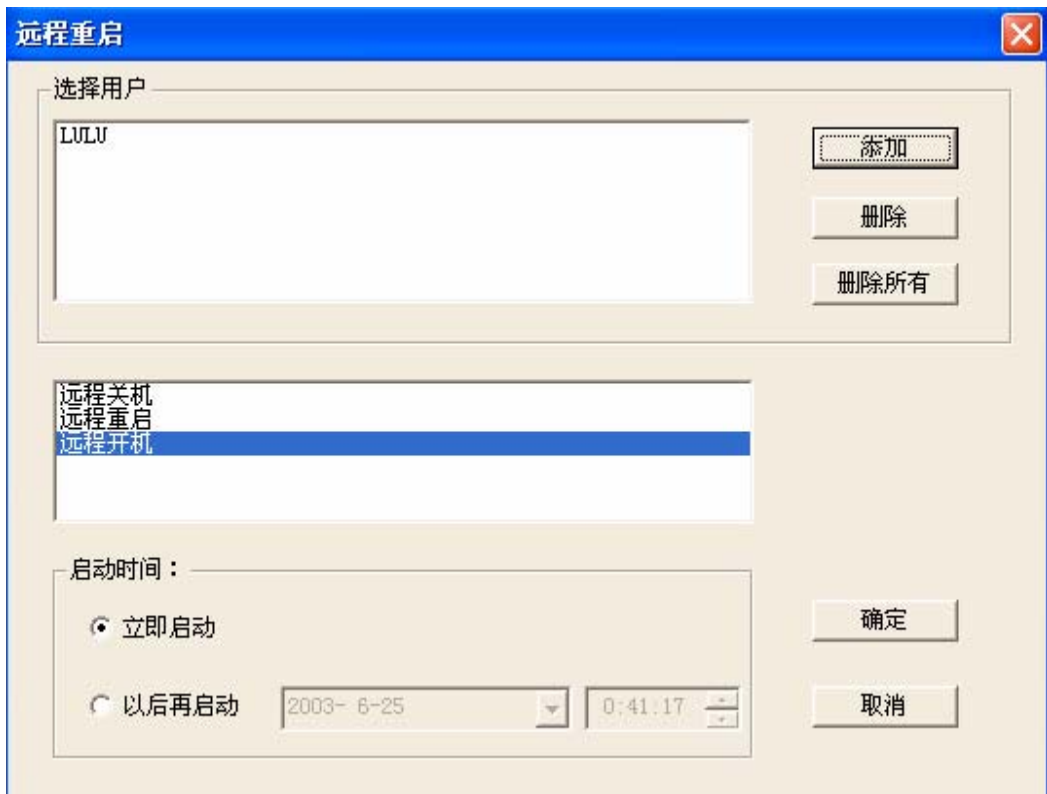 远程重启
选择用户
LULU
添加
删除
删除所有
远程关机
远程重启
远程开机
启动时间：
立即启动
以后再启动 2003- 6-25 0:41:17
确定
取消